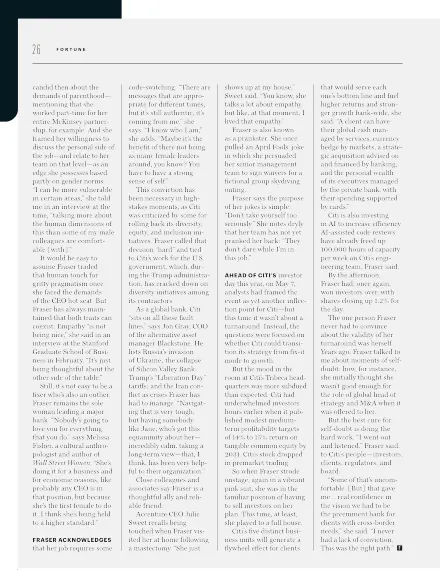 26
FORTUNE
candid then about the
demands of parenthood—
mentioning that she
worked part-time for her
entire McKinsey partner-
ship, for example. And she
framed her willingness to
discuss the personal side of
the job—and relate to her
team on that level—as an
edge she possesses based
partly on gender norms.
"I can be more vulnerable
in certain areas," she told
me in an interview at the
time, "talking more about
the human dimensions of
this than some of my male
colleagues are comfort-
able [with]."
It would be easy to
assume Fraser traded
that human touch for
gritty pragmatism once
she faced the demands
of the CEO hot seat. But
Fraser has always main-
tained that both traits can
coexist. "Empathy is not
being nice," she said in an
interview at the Stanford
Graduate School of Busi-
ness in February. "It's just
being thoughtful about the
other side of the table."
Still, it's not easy to be a
fixer who's also an outlier.
Fraser remains the sole
woman leading a major
bank. "Nobody's going to
love you for everything
that you do," says Melissa
Fisher, a cultural anthro-
pologist and author of
Wall Street Women. "She's
doing it for a business and
for economic reasons, like
probably any CEO is in
that position, but because
she's the first female to do
it, I think she's being held
to a higher standard."
FRASER ACKNOWLEDGES
that her job requires some
code-switching. "There are
messages that are appro-
priate for different times,
but it's still authentic, it's
coming from me," she
says. "I know who I am,"
she adds. "Maybe it's the
benefit of there not being
as many female leaders
around, you know? You
have to have a strong
sense of self."
This conviction has
been necessary in high-
stakes moments, as Citi
was criticized by some for
rolling back its diversity,
equity, and inclusion ini-
tiatives. Fraser called that
decision "hard" and tied
to Citi's work for the U.S.
government, which, dur-
ing the Trump administra-
tion, has cracked down on
diversity initiatives among
its contractors.
As a global bank, Citi
"sits on all those fault
lines," says Jon Gray, COO
of the alternative asset
manager Blackstone. He
lists Russia's invasion
of Ukraine, the collapse
of Silicon Valley Bank,
Trump's "Liberation Day"
tariffs, and the Iran con-
flict as crises Fraser has
had to manage. "Navigat-
ing that is very tough,
but having somebody
like Jane, who's got this
equanimity about her—
incredibly calm, taking a
long-term view—that, I
think, has been very help-
ful to their organization."
Close colleagues and
associates say Fraser is a
thoughtful ally and reli-
able friend.
Accenture CEO Julie
Sweet recalls being
touched when Fraser vis-
ited her at home following
a mastectomy. "She just
shows up at my house,"
Sweet said. "You know, she
talks a lot about empathy,
but like, at that moment, I
lived that empathy."
Fraser is also known
as a prankster. She once
pulled an April Fools' joke
in which she persuaded
her senior management
team to sign waivers for a
fictional group skydiving
outing.
Fraser says the purpose
of her jokes is simple:
"Don't take yourself too
seriously." She notes dryly
that her team has not yet
pranked her back: "They
don't dare while I'm in
this job."
AHEAD OF CITI'S investor
day this year, on May 7,
analysts had framed the
event as yet another inflec-
tion point for Citi—but
this time it wasn't about a
turnaround. Instead, the
questions were focused on
whether Citi could transi-
tion its strategy from fix-it
mode to growth.
But the mood in the
room at Citi's Tribeca head-
quarters was more subdued
than expected. Citi had
underwhelmed investors
hours earlier when it pub-
lished modest medium-
term profitability targets
of 14% to 15% return on
tangible common equity by
2031. Citi's stock dropped
in premarket trading.
So when Fraser strode
onstage, again in a vibrant
pink suit, she was in the
familiar position of having
to sell investors on her
plan. This time, at least,
she played to a full house.
Citi's five distinct busi-
ness units will generate a
flywheel effect for clients
that would serve each
one's bottom line and fuel
higher returns and stron-
ger growth bank-wide, she
said. "A client can have
their global cash man-
aged by services, currency
hedge by markets, a strate-
gic acquisition advised on
and financed by banking,
and the personal wealth
of its executives managed
by the private bank, with
their spending supported
by cards."
Citi is also investing
in AI to increase efficiency.
AI-assisted code reviews
have already freed up
100,000 hours of capacity
per week on Citi's engi-
neering team, Fraser said.
By the afternoon
Fraser had, once again,
won investors over, with
shares closing up 1.2% for
the day.
The one person Fraser
never had to convince
about the validity of her
turnaround was herself.
Years ago, Fraser talked to
me about moments of self-
doubt: how, for instance,
she initially thought she
wasn't good enough for
the role of global head of
strategy and M&A when it
was offered to her.
But the best cure for
self-doubt is doing the
hard work. "I went out
and listened," Fraser said,
to Citi's people—investors,
clients, regulators, and
board.
"Some of that's uncom-
fortable. [But,] that gave
me ... real confidence in
the vision we had to be
the preeminent bank for
clients with cross-border
needs," she said. "I never
had a lack of conviction.
This was the right path." F